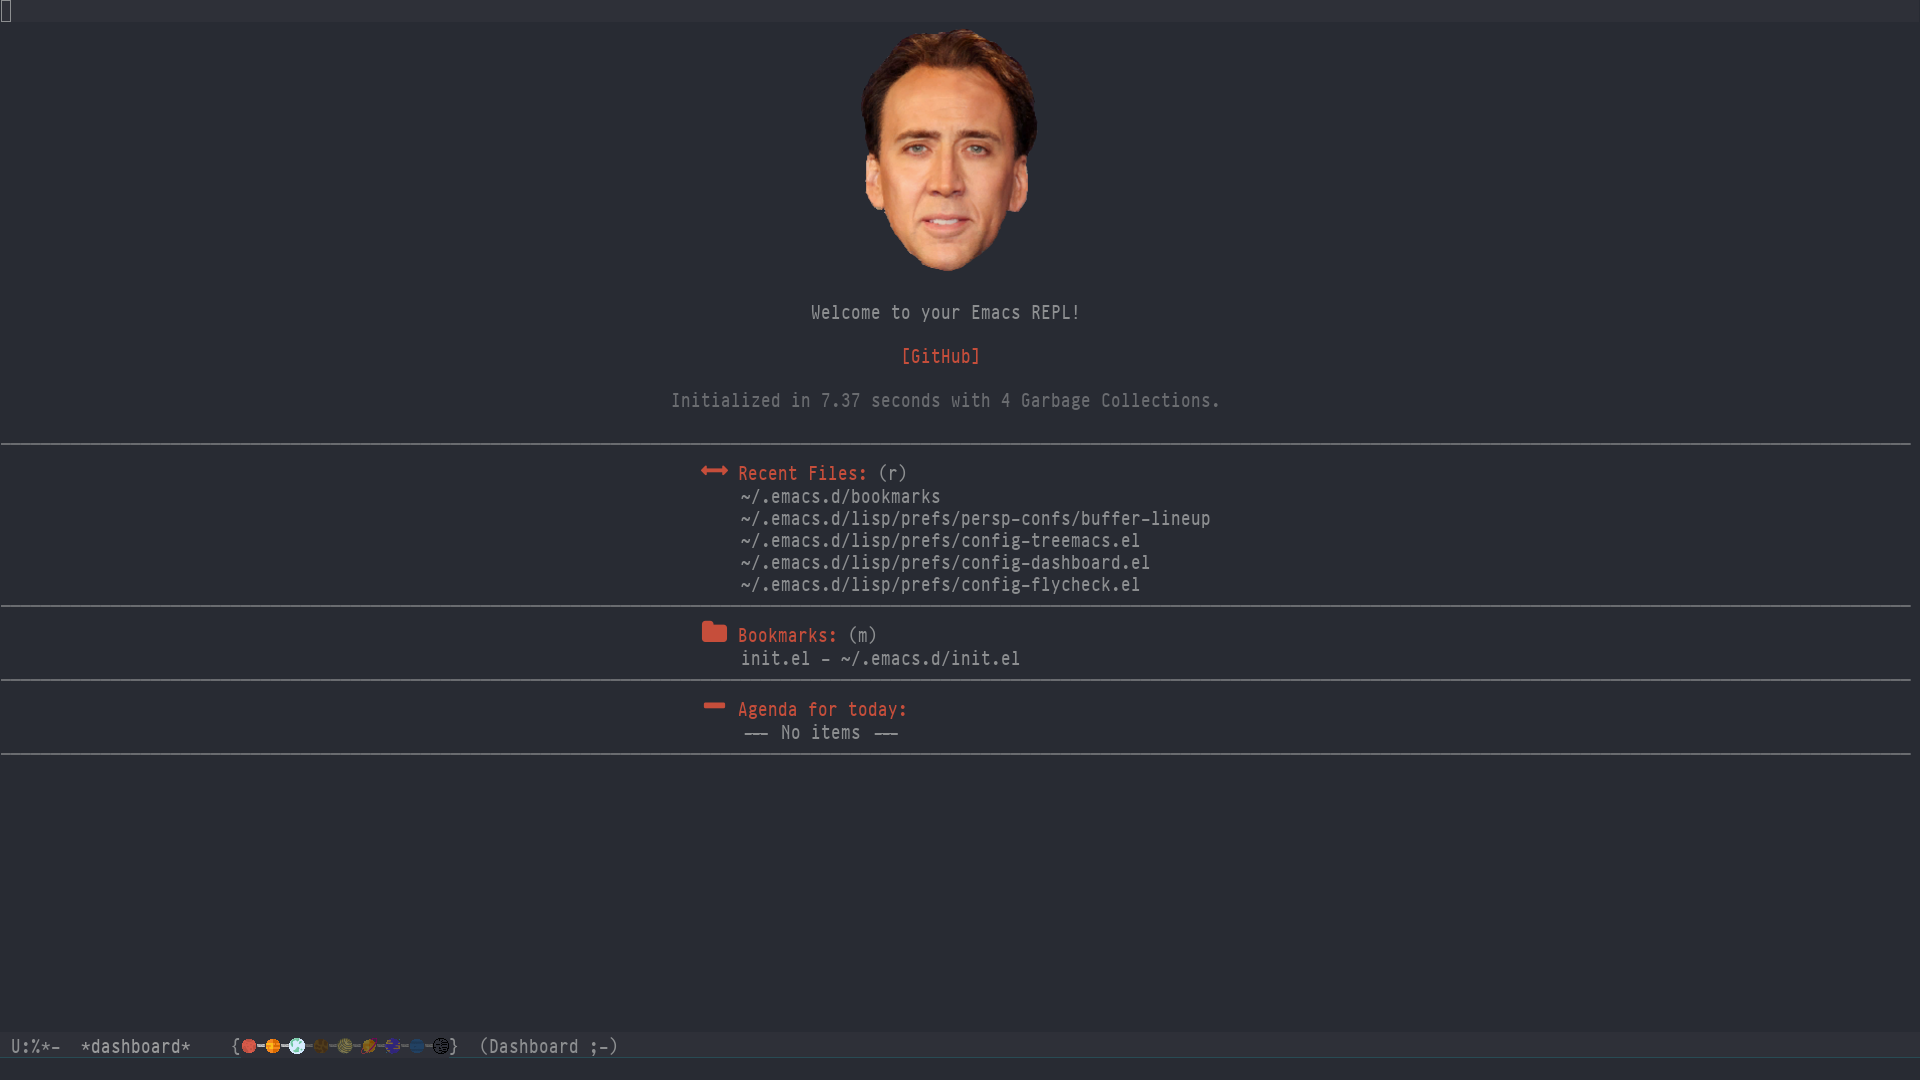 Welcome to your Emacs REPL!
[GitHub]
Initialized in 7.37 seconds with 4 Garbage Collections.
Recent Files: (r)
~/.emacs.d/bookmarks
~/.emacs.d/lisp/prefs/persp-confs/buffer-lineup
~/.emacs.d/lisp/prefs/config-treemacs.el
~/.emacs.d/lisp/prefs/config-dashboard.el
~/.emacs.d/lisp/prefs/config-flycheck.el
Bookmarks: (m)
init.el - ~/.emacs.d/init.el
Agenda for today:
--- No items ---
U:%*- *dashboard* {} (Dashboard ;-)